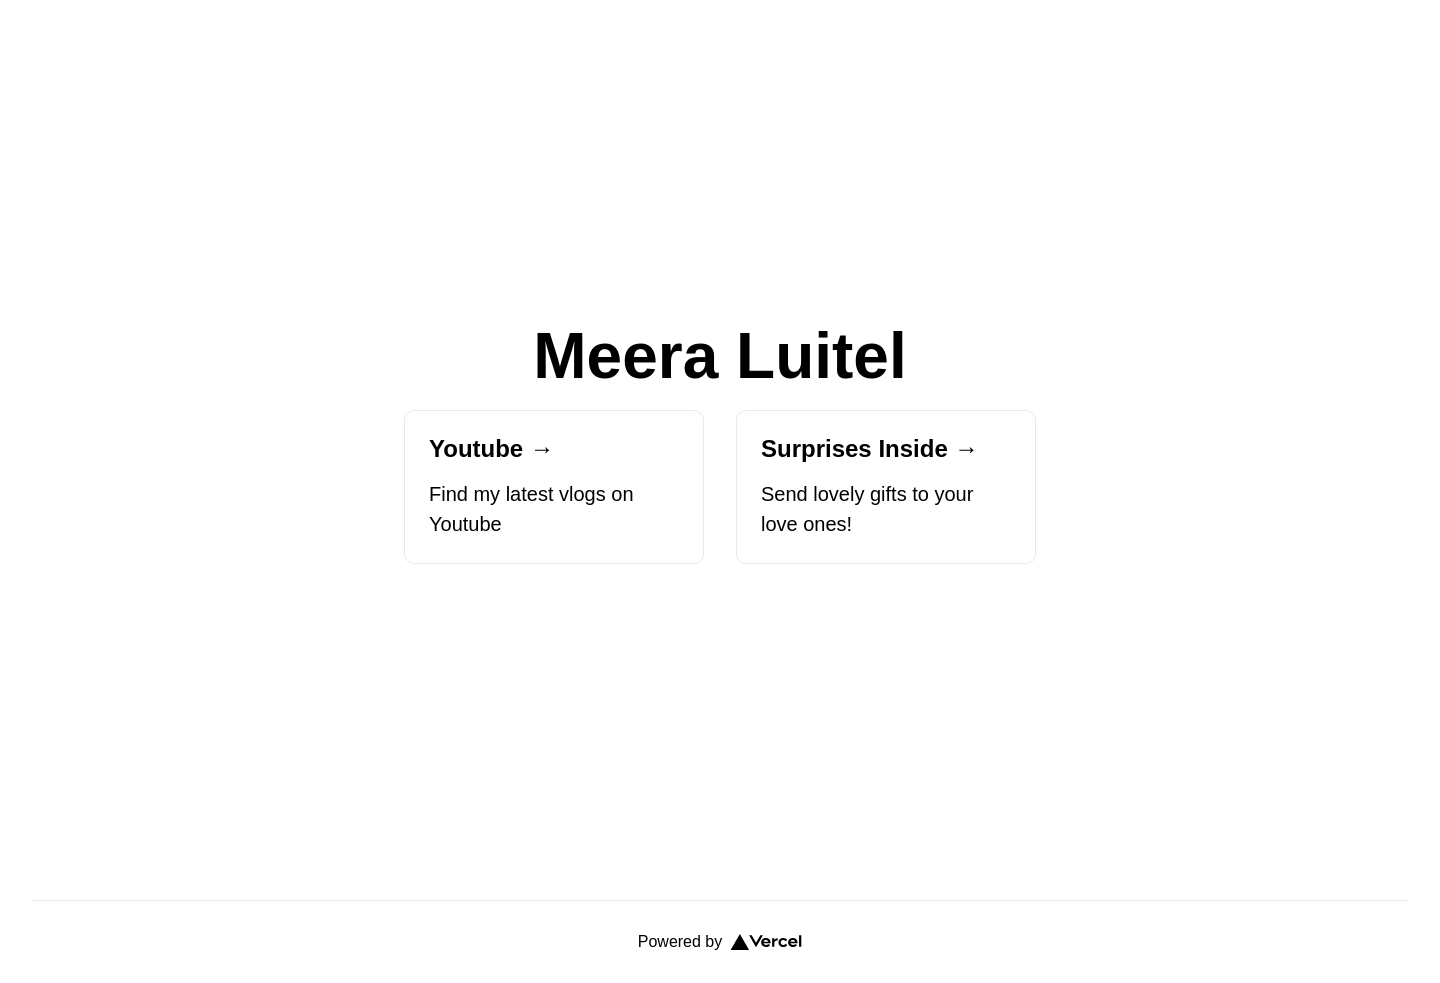 Meera Luitel
Youtube →
Find my latest vlogs on
Youtube
Surprises Inside →
Send lovely gifts to your
love ones!
Powered by Vercel